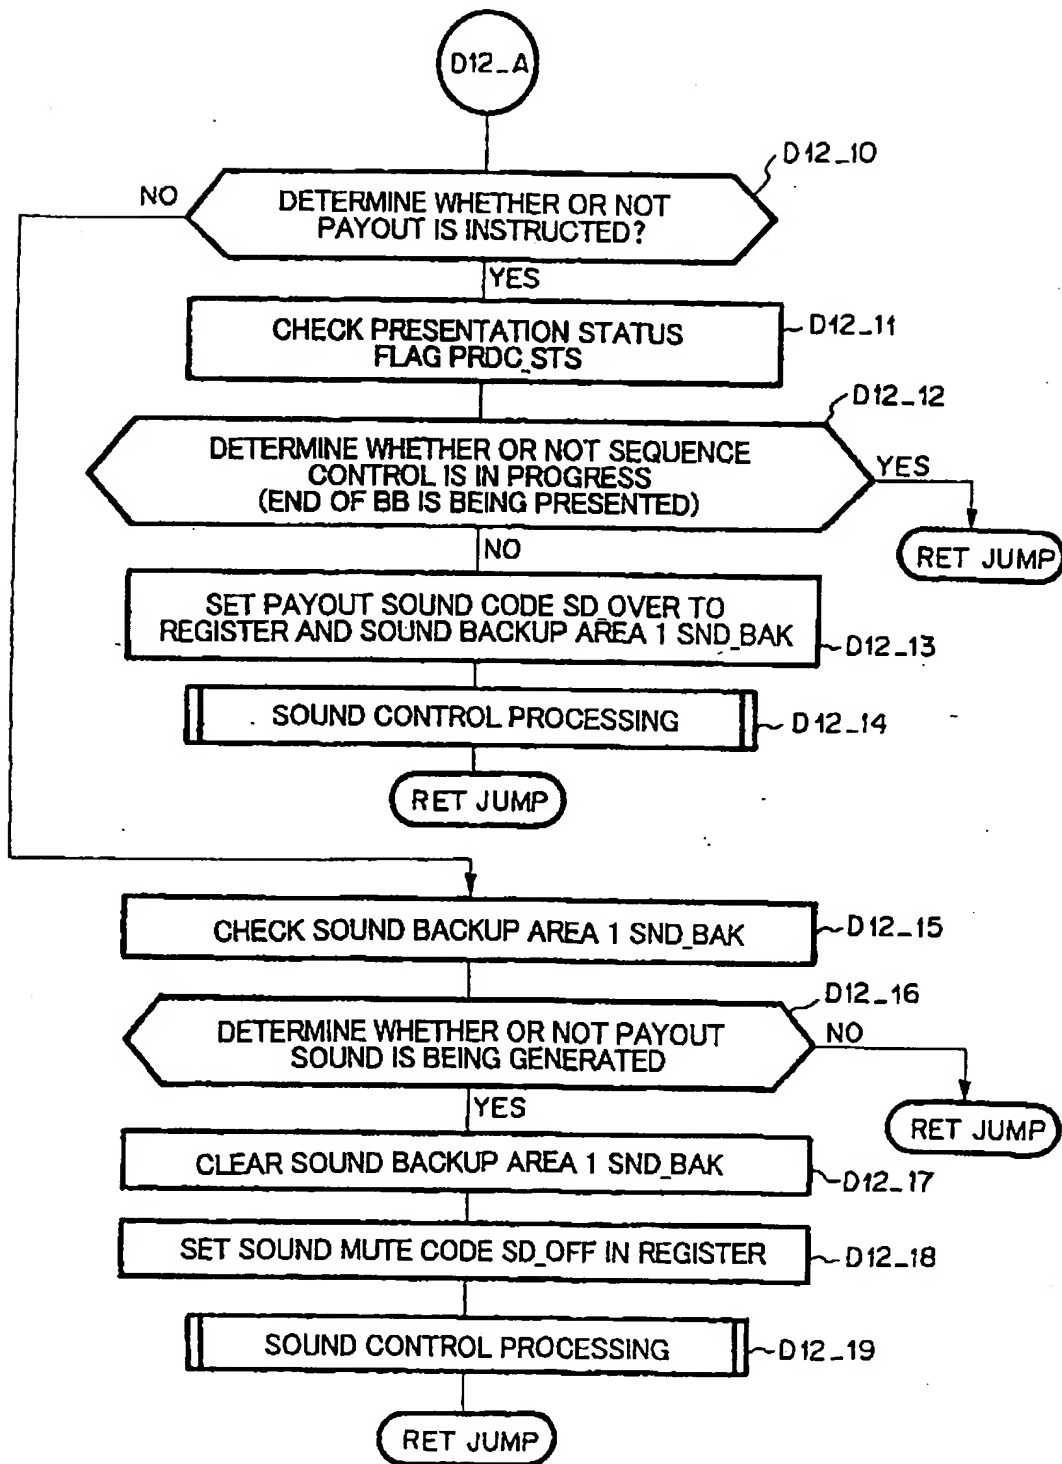 D12_A
D12_10
NO
DETERMINE WHETHER OR NOT
PAYOUT IS INSTRUCTED?
YES
CHECK PRESENTATION STATUS
FLAG PRDC_STS
D12_11
D12_12
DETERMINE WHETHER OR NOT SEQUENCE
CONTROL IS IN PROGRESS
(END OF BB IS BEING PRESENTED)
YES
RET JUMP
NO
SET PAYOUT SOUND CODE SD_OVER TO
REGISTER AND SOUND BACKUP AREA 1 SND_BAK
D12_13
SOUND CONTROL PROCESSING
D12_14
RET JUMP
CHECK SOUND BACKUP AREA 1 SND_BAK
D12_15
D12_16
DETERMINE WHETHER OR NOT PAYOUT
SOUND IS BEING GENERATED
NO
RET JUMP
YES
CLEAR SOUND BACKUP AREA 1 SND_BAK
D12_17
SET SOUND MUTE CODE SD_OFF IN REGISTER
D12_18
SOUND CONTROL PROCESSING
D12_19
RET JUMP